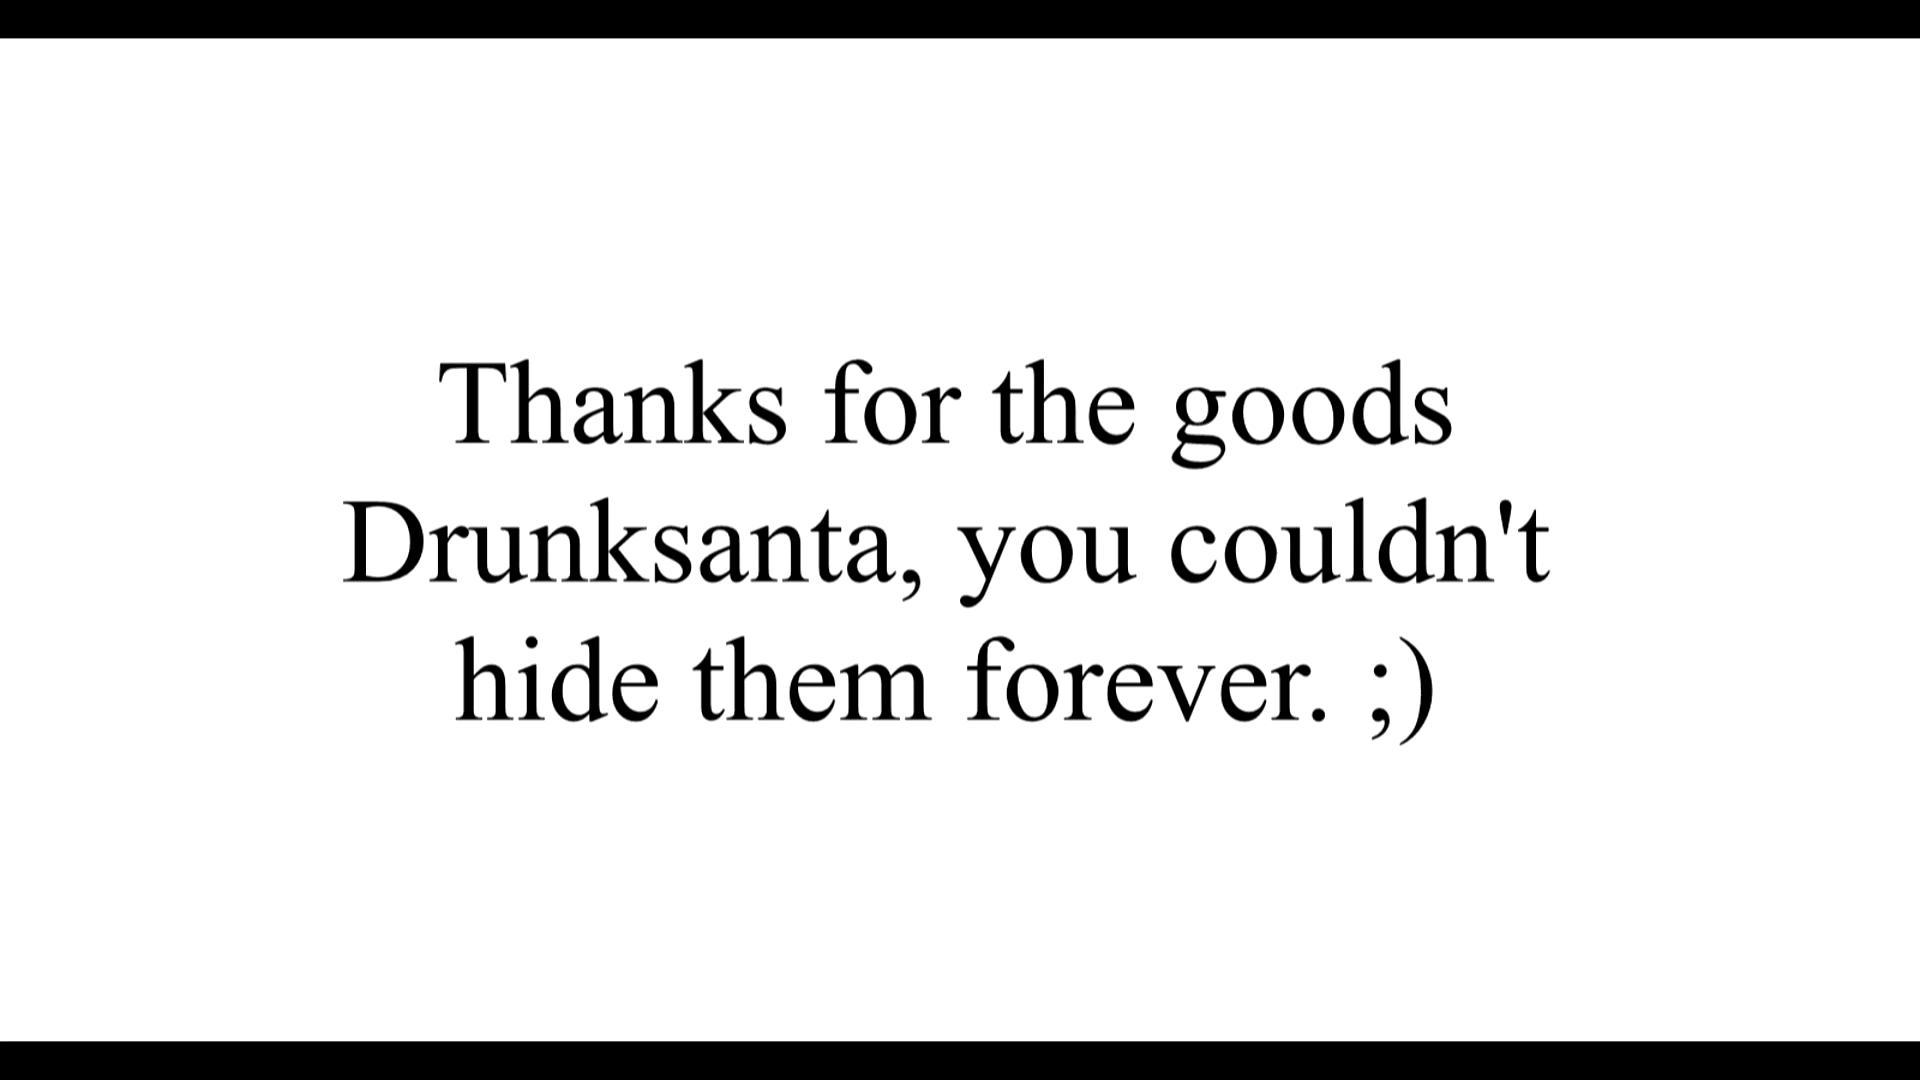 Thanks for the goods
Drunksanta, you couldn't
hide them forever. ;)